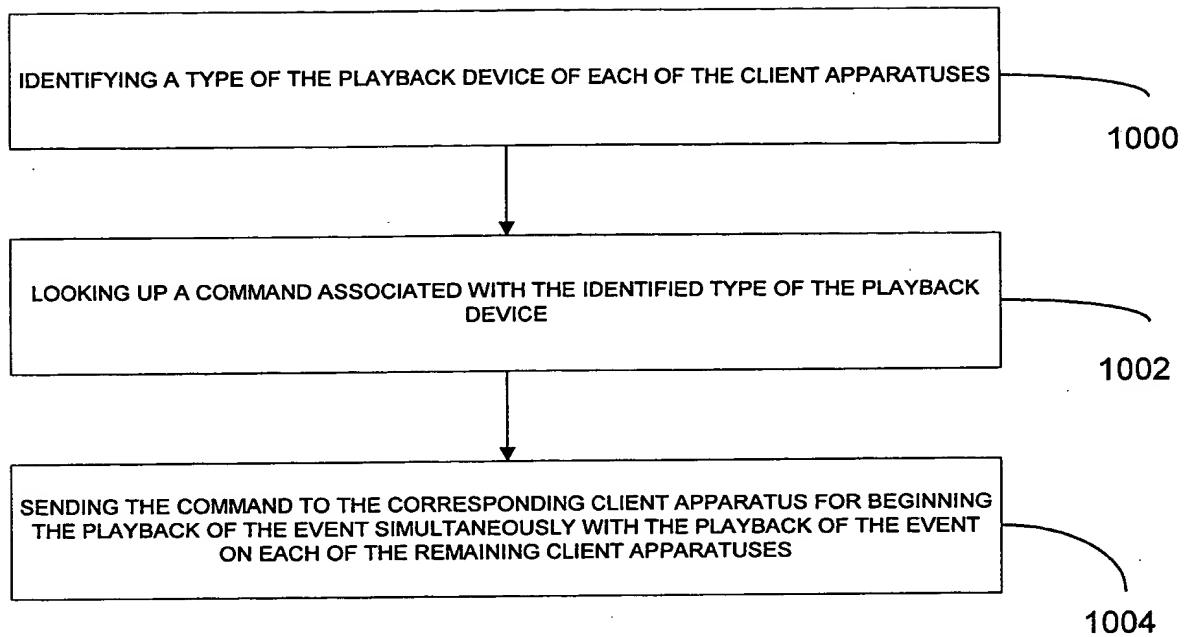 IDENTIFYING A TYPE OF THE PLAYBACK DEVICE OF EACH OF THE CLIENT APPARATUSES
1000
LOOKING UP A COMMAND ASSOCIATED WITH THE IDENTIFIED TYPE OF THE PLAYBACK
DEVICE
1002
SENDING THE COMMAND TO THE CORRESPONDING CLIENT APPARATUS FOR BEGINNING
THE PLAYBACK OF THE EVENT SIMULTANEOUSLY WITH THE PLAYBACK OF THE EVENT
ON EACH OF THE REMAINING CLIENT APPARATUSES
1004